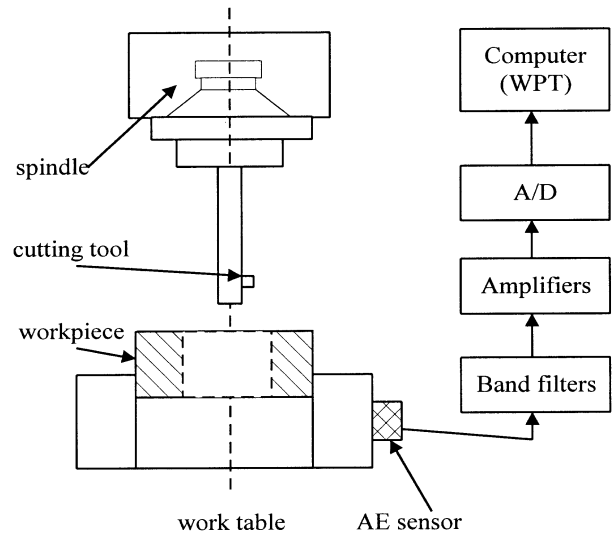 Computer
(WPT)
spindle
A/D
cutting tool
Amplifiers
workpiece
Band filters
work table
AE sensor